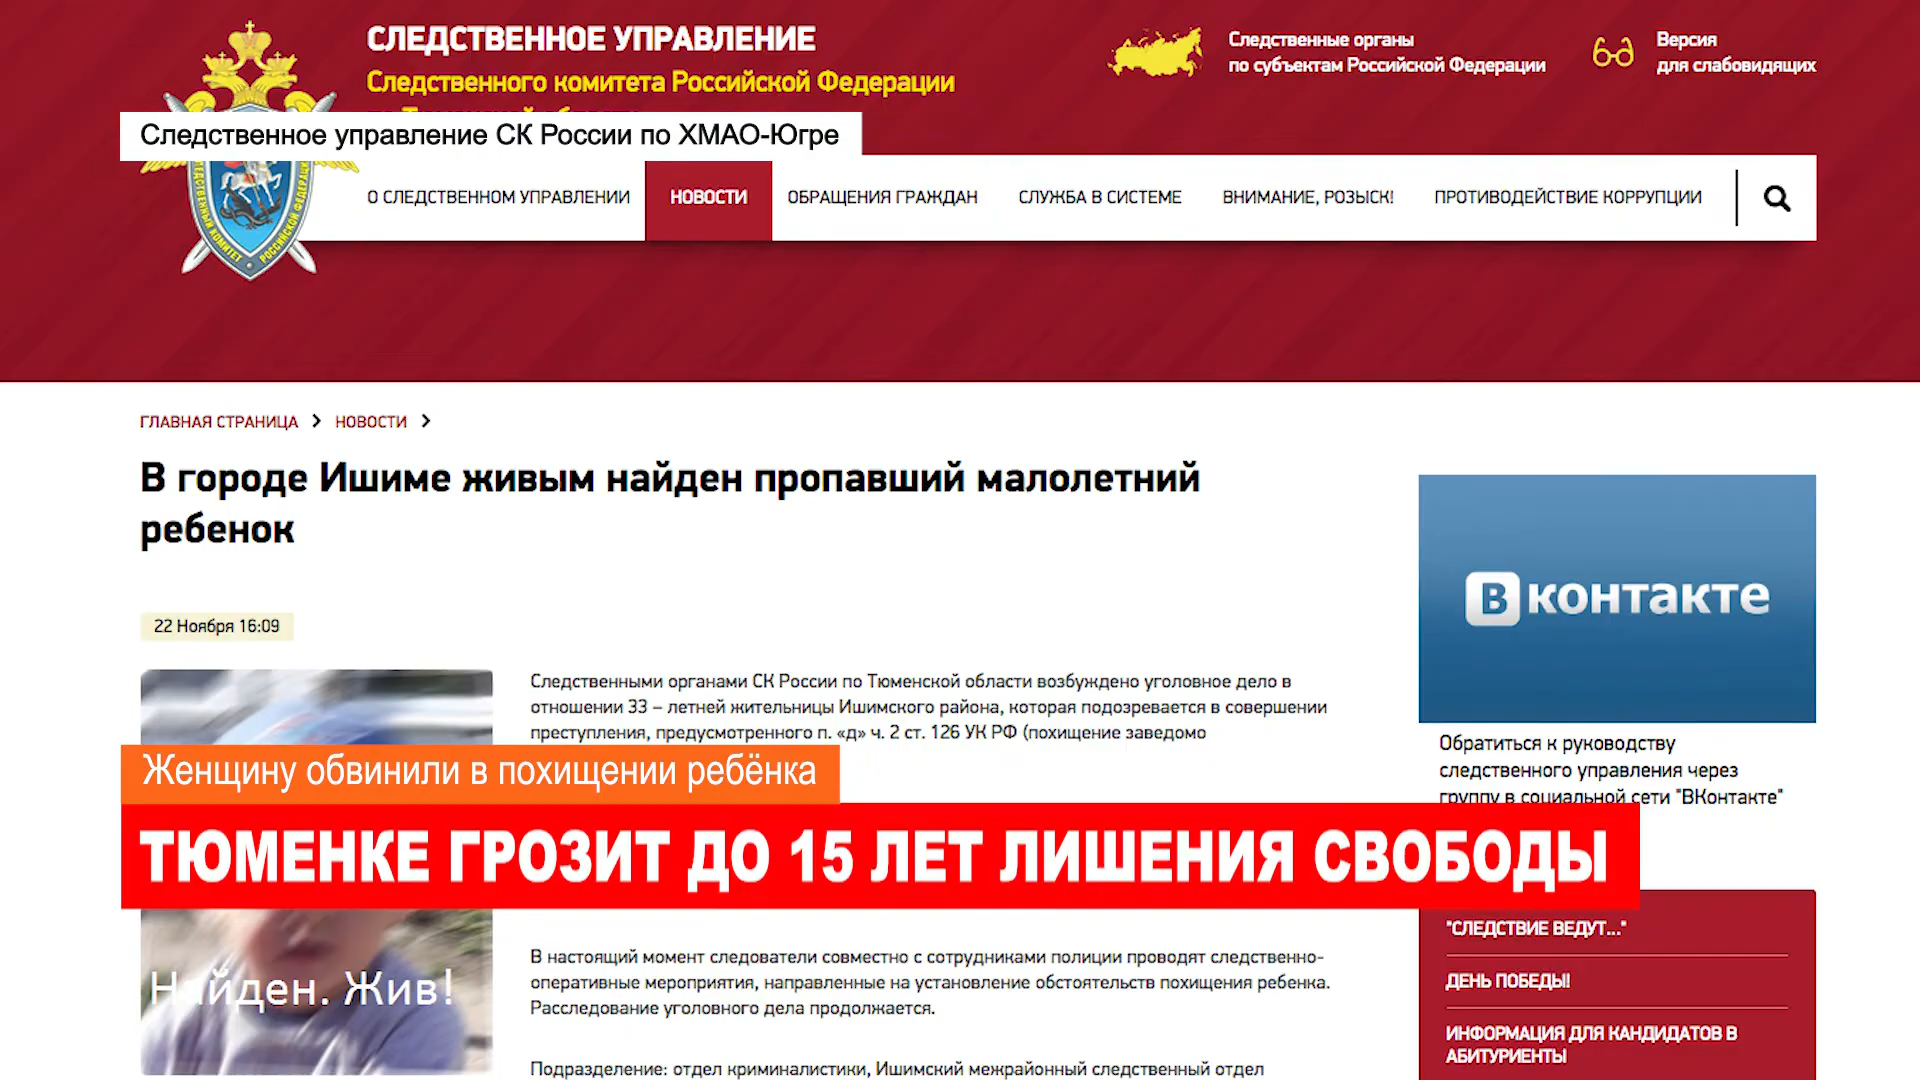 СЛЕДСТВЕННОЕ УПРАВЛЕНИЕ
Следственного комитета Российской Федерации
Следственные органы
по субъектам Российской Федерации
Версия
для слабовидящих
Следственное управление СК России по ХМАО-Югре
О СЛЕДСТВЕННОМ УПРАВЛЕНИИ
НОВОСТИ
ОБРАЩЕНИЯ ГРАЖДАН
СЛУЖБА В СИСТЕМЕ
ВНИМАНИЕ, РОЗЫСК!
ПРОТИВОДЕЙСТВИЕ КОРРУПЦИИ
СЛЕДСТВЕННЫЙ КОМИТЕТ РОССИЙСКОЙ ФЕДЕРАЦИИ
ГЛАВНАЯ СТРАНИЦА > НОВОСТИ >
В городе Ишиме живым найден пропавший малолетний
ребенок
22 Ноября 16:09
Следственными органами СК России по Тюменской области возбуждено уголовное дело в
отношении 33 – летней жительницы Ишимского района, которая подозревается в совершении
преступления, предусмотренного п. «д» ч. 2 ст. 126 УК РФ (похищение заведомо
В контакте
Обратиться к руководству
следственного управления через
группу в социальной сети "ВКонтакте"
Женщину обвинили в похищении ребёнка
ТЮМЕНКЕ ГРОЗИТ ДО 15 ЛЕТ ЛИШЕНИЯ СВОБОДЫ
Найден. Жив!
В настоящий момент следователи совместно с сотрудниками полиции проводят следственно-
оперативные мероприятия, направленные на установление обстоятельств похищения ребенка.
Расследование уголовного дела продолжается.
Подразделение: отдел криминалистики, Ишимский межрайонный следственный отдел
"СЛЕДСТВИЕ ВЕДУТ..."
ДЕНЬ ПОБЕДЫ!
ИНФОРМАЦИЯ ДЛЯ КАНДИДАТОВ В
АБИТУРИЕНТЫ